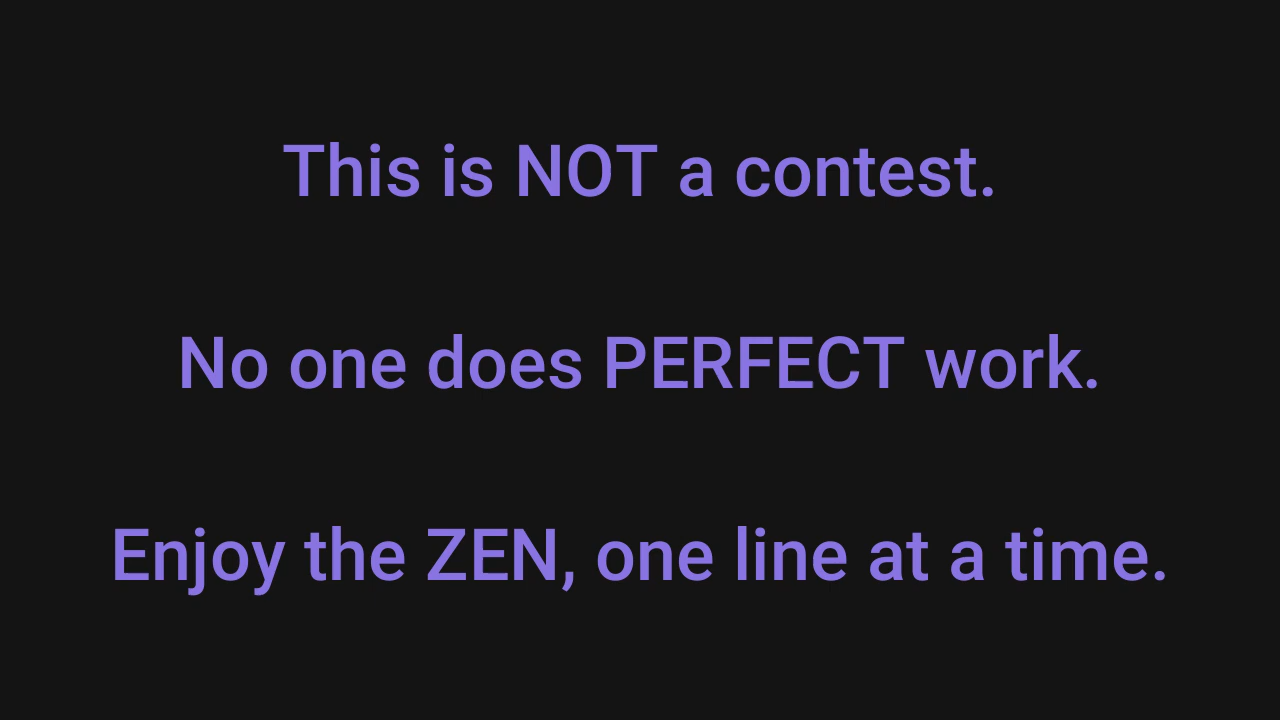 This is NOT a contest.
No one does PERFECT work.
Enjoy the ZEN, one line at a time.